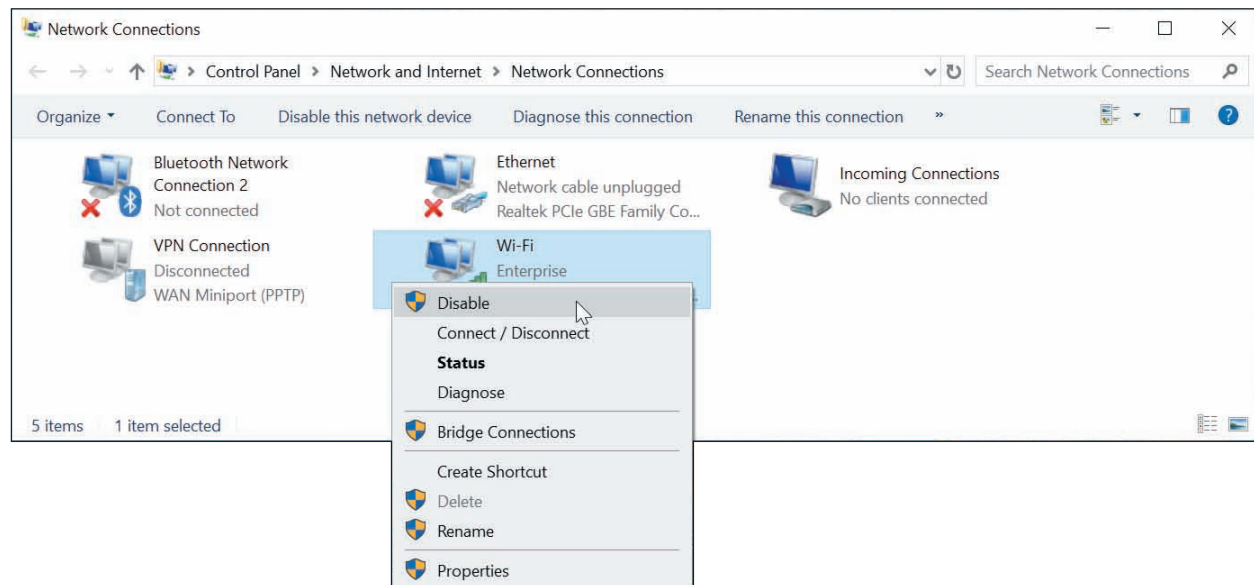 Network Connections
Control Panel > Network and Internet > Network Connections
Search Network Connections
Organize
Connect To
Disable this network device
Diagnose this connection
Rename this connection
»
Bluetooth Network
Connection 2
Not connected
Ethernet
Network cable unplugged
Realtek PCIe GBE Family Co...
Incoming Connections
No clients connected
VPN Connection
Disconnected
WAN Miniport (PPTP)
Wi-Fi
Enterprise
Disable
Connect / Disconnect
Status
Diagnose
Bridge Connections
Create Shortcut
Delete
Rename
Properties
5 items
1 item selected